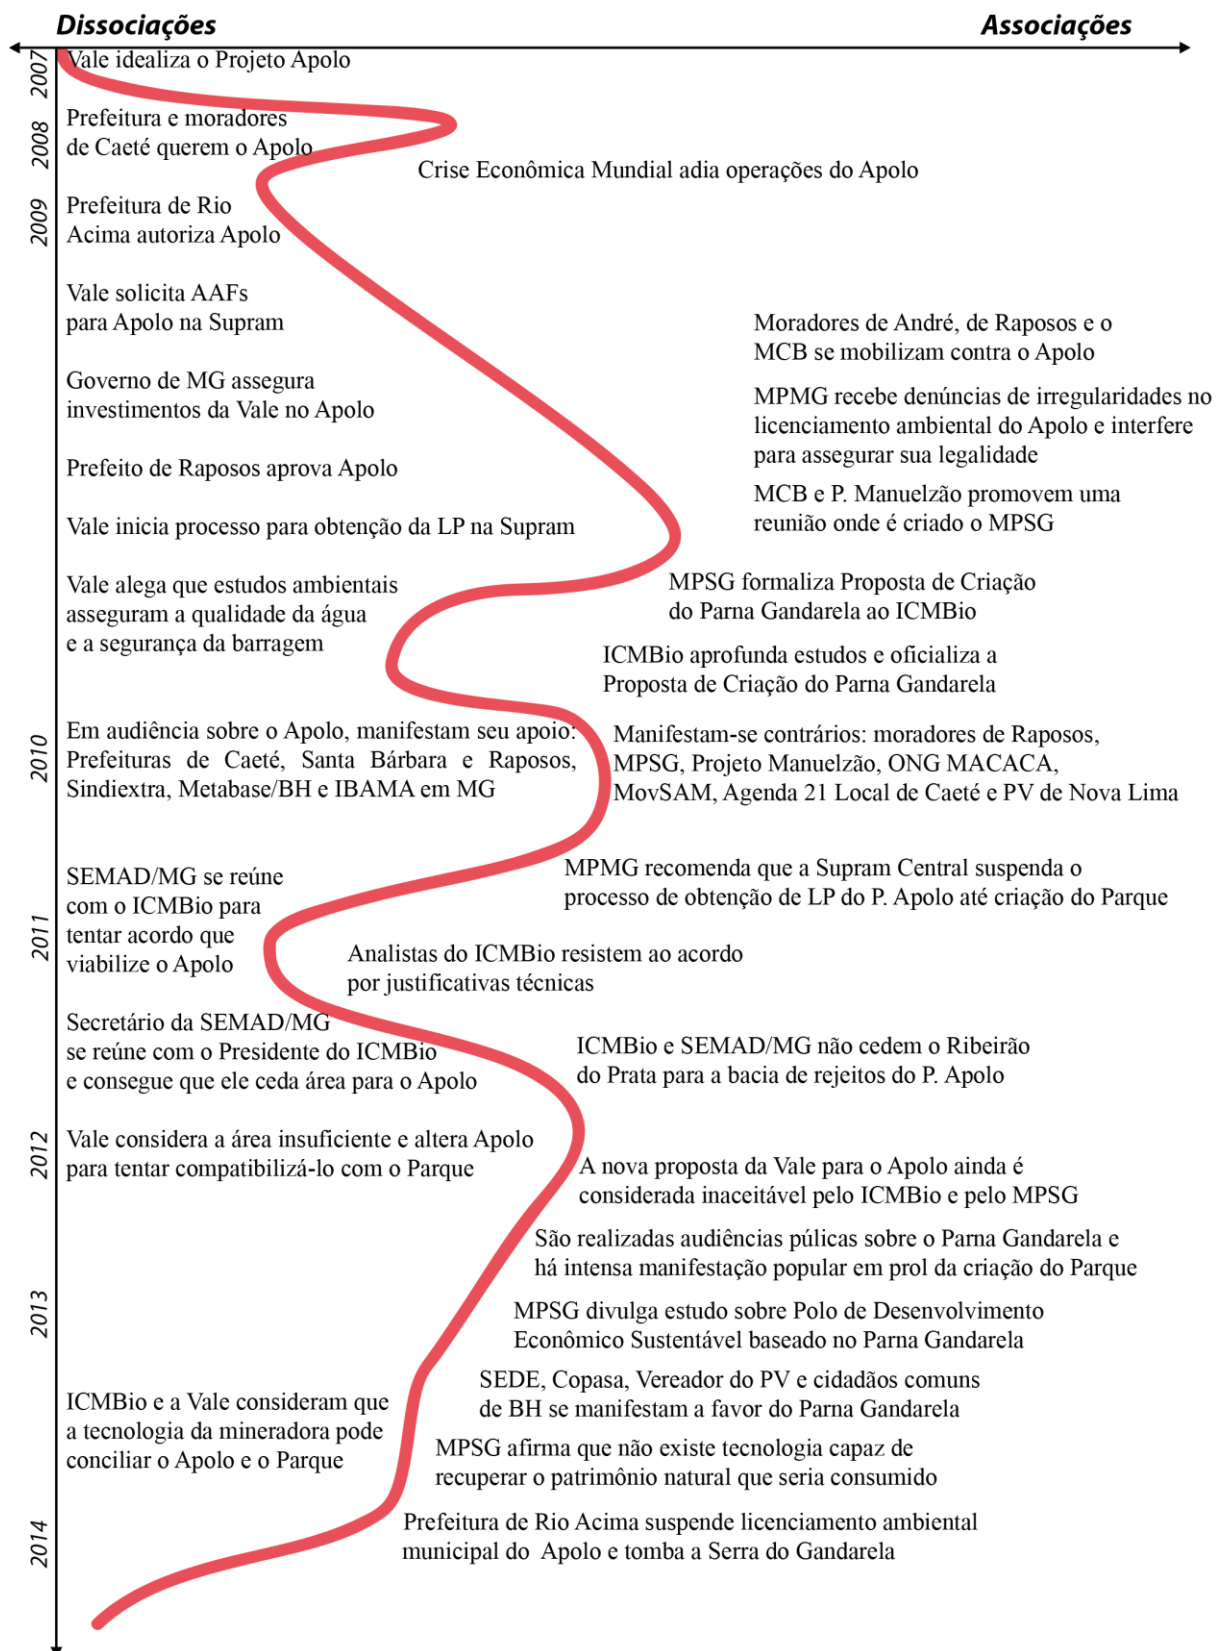 Dissociações
Associações
2007
Vale idealiza o Projeto Apolo
2008
Prefeitura e moradores
de Caeté querem o Apolo
Crise Econômica Mundial adia operações do Apolo
2009
Prefeitura de Rio
Acima autoriza Apolo
Vale solicita AAFs
para Apolo na Supram
Moradores de André, de Raposos e o
MCB se mobilizam contra o Apolo
Governo de MG assegura
investimentos da Vale no Apolo
MPMG recebe denúncias de irregularidades no
licenciamento ambiental do Apolo e interfere
para assegurar sua legalidade
Prefeito de Raposos aprova Apolo
MCB e P. Manuelzão promovem uma
reunião onde é criado o MPSG
Vale inicia processo para obtenção da LP na Supram
Vale alega que estudos ambientais
asseguram a qualidade da água
e a segurança da barragem
MPSG formaliza Proposta de Criação
do Parna Gandarela ao ICMBio
ICMBio aprofunda estudos e oficializa a
Proposta de Criação do Parna Gandarela
2010
Em audiência sobre o Apolo, manifestam seu apoio:
Prefeituras de Caeté, Santa Bárbara e Raposos,
Sindiextra, Metabase/BH e IBAMA em MG
Manifestam-se contrários: moradores de Raposos,
MPSG, Projeto Manuelzão, ONG MACACA,
MovSAM, Agenda 21 Local de Caeté e PV de Nova Lima
MPMG recomenda que a Supram Central suspenda o
processo de obtenção de LP do P. Apolo até criação do Parque
2011
SEMAD/MG se reúne
com o ICMBio para
tentar acordo que
viabilize o Apolo
Analistas do ICMBio resistem ao acordo
por justificativas técnicas
Secretário da SEMAD/MG
se reúne com o Presidente do ICMBio
e consegue que ele ceda área para o Apolo
ICMBio e SEMAD/MG não cedem o Ribeirão
do Prata para a bacia de rejeitos do P. Apolo
2012
Vale considera a área insuficiente e altera Apolo
para tentar compatibilizá-lo com o Parque
A nova proposta da Vale para o Apolo ainda é
considerada inaceitável pelo ICMBio e pelo MPSG
São realizadas audiências púlicas sobre o Parna Gandarela e
há intensa manifestação popular em prol da criação do Parque
2013
MPSG divulga estudo sobre Polo de Desenvolvimento
Econômico Sustentável baseado no Parna Gandarela
SEDE, Copasa, Vereador do PV e cidadãos comuns
de BH se manifestam a favor do Parna Gandarela
ICMBio e a Vale consideram que
a tecnologia da mineradora pode
conciliar o Apolo e o Parque
MPSG afirma que não existe tecnologia capaz de
recuperar o patrimônio natural que seria consumido
2014
Prefeitura de Rio Acima suspende licenciamento ambiental
municipal do Apolo e tomba a Serra do Gandarela